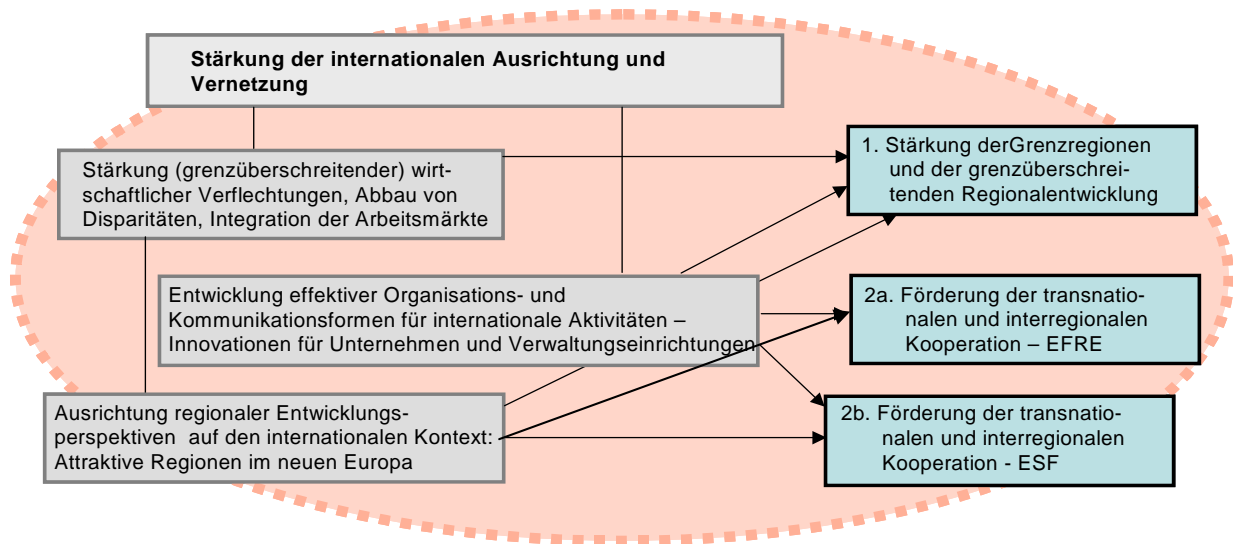 Stärkung der internationalen Ausrichtung und
Vernetzung
Stärkung (grenzüberschreitender) wirt-
schaftlicher Verflechtungen, Abbau von
Disparitäten, Integration der Arbeitsmärkte
1. Stärkung derGrenzregionen
und der grenzüberschrei-
tenden Regionalentwicklung
Entwicklung effektiver Organisations- und
Kommunikationsformen für internationale Aktivitäten –
Innovationen für Unternehmen und Verwaltungseinrichtungen
2a. Förderung der transnatio-
nalen und interregionalen
Kooperation – EFRE
Ausrichtung regionaler Entwicklungs-
perspektiven auf den internationalen Kontext:
Attraktive Regionen im neuen Europa
2b. Förderung der transnatio-
nalen und interregionalen
Kooperation - ESF